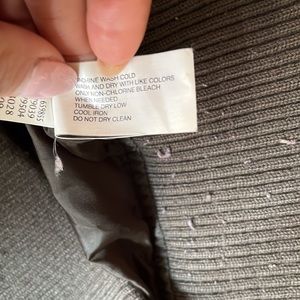 WASH COLD
WASH AND DRY WITH LIKE COLORS
ONLY NON-CHLORINE BLEACH
WHEN NEEDED
TUMBLE DRY LOW
COOL IRON
DO NOT DRY CLEAN